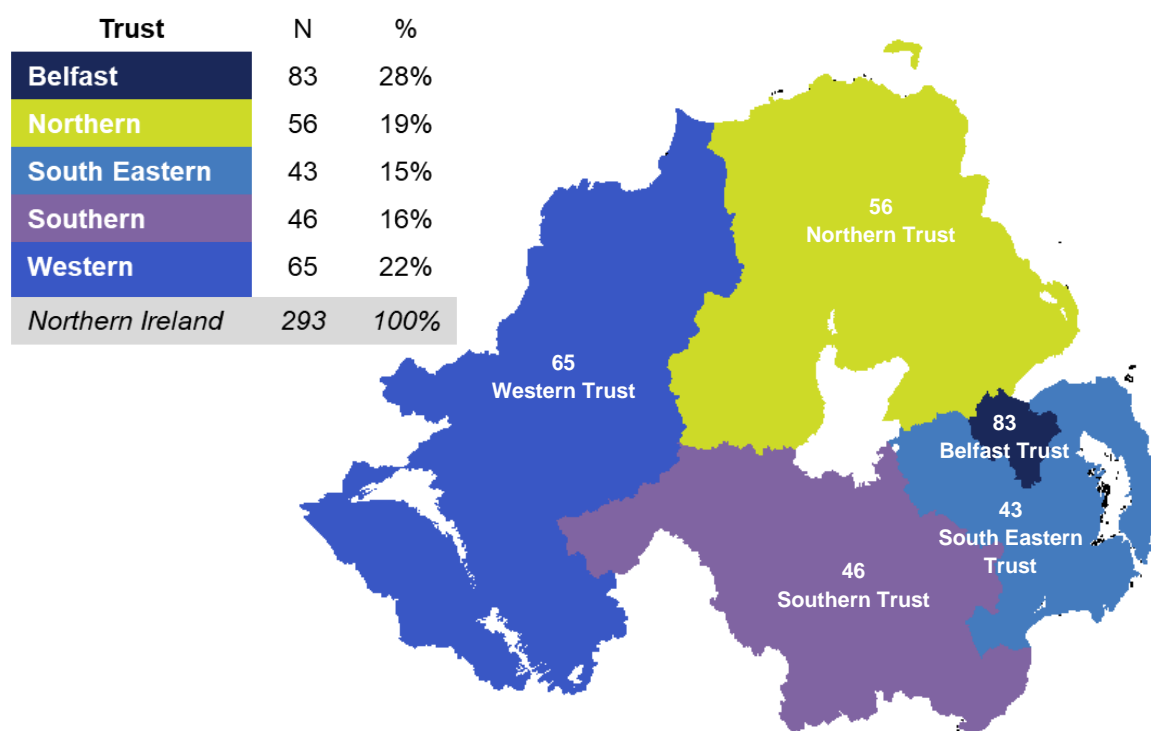 Trust N %
Belfast 83 28%
Northern 56 19%
South Eastern 43 15%
Southern 46 16%
Western 65 22%
Northern Ireland 293 100%
56
Northern Trust
65
Western Trust
83
Belfast Trust
43
South Eastern
Trust
46
Southern Trust